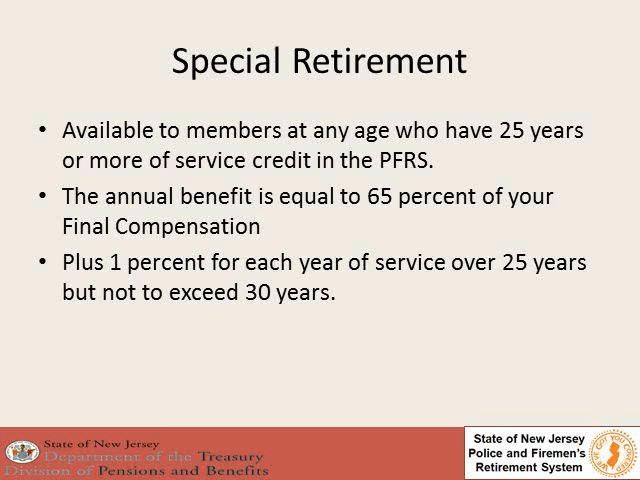 Special Retirement
• Available to members at any age who have 25 years
or more of service credit in the PFRS.
• The annual benefit is equal to 65 percent of your
Final Compensation
• Plus 1 percent for each year of service over 25 years
but not to exceed 30 years.
State of New Jersey
Department of the Treasury
Division of Pensions and Benefits
State of New Jersey
Police and Firemen's
Retirement System